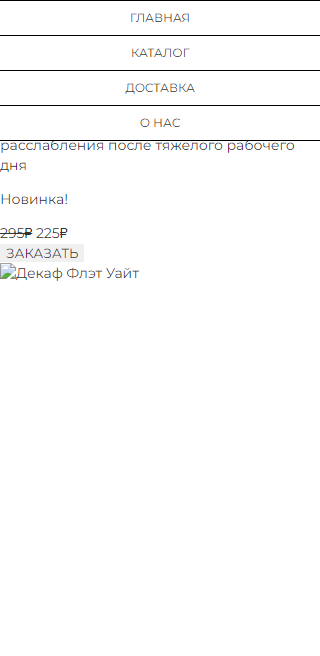 ГЛАВНАЯ
КАТАЛОГ
ДОСТАВКА
О НАС
расслабления после тяжелого рабочего
дня
Новинка!
295₽ 225₽
ЗАКАЗАТЬ
Декаф Флэт Уайт